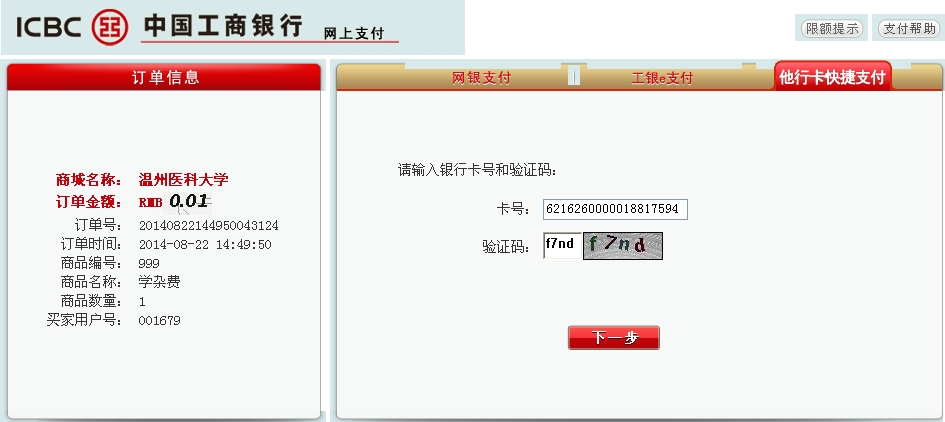 ICBC 中国工商银行 网上支付
限额提示 支付帮助
订单信息
网银支付 工银e支付 他行卡快捷支付
商城名称： 温州医科大学
订单金额： RMB 0.01
订单号： 20140822144950043124
订单时间： 2014-08-22 14:49:50
商品编号： 999
商品名称： 学杂费
商品数量： 1
买家用户号： 001679
请输入银行卡号和验证码：
卡号： 6216260000018817594
验证码： f7nd f7nd
下一步